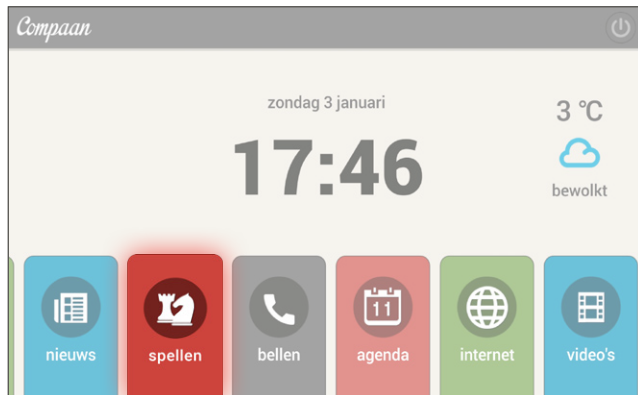 Compaan
zondag 3 januari
3 °C
17:46
bewolkt
11
nieuws
spellen
bellen
agenda
internet
video's